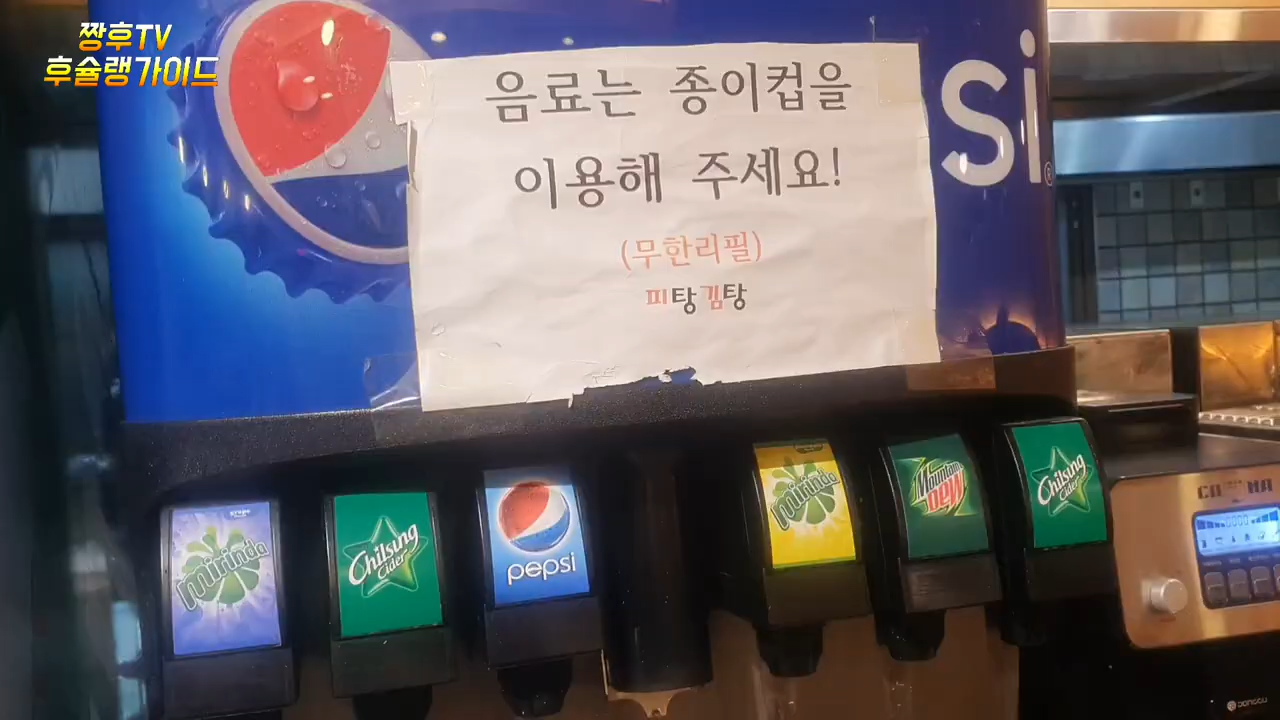 짱후TV
후슐랭가이드
si
음료는 종이컵을
이용해 주세요!
(무한리필)
피탕김탕
grape
mirinda
Chilsung
Cider
pepsi
mirinda
Mountain
DEW
Chilsung
Cider